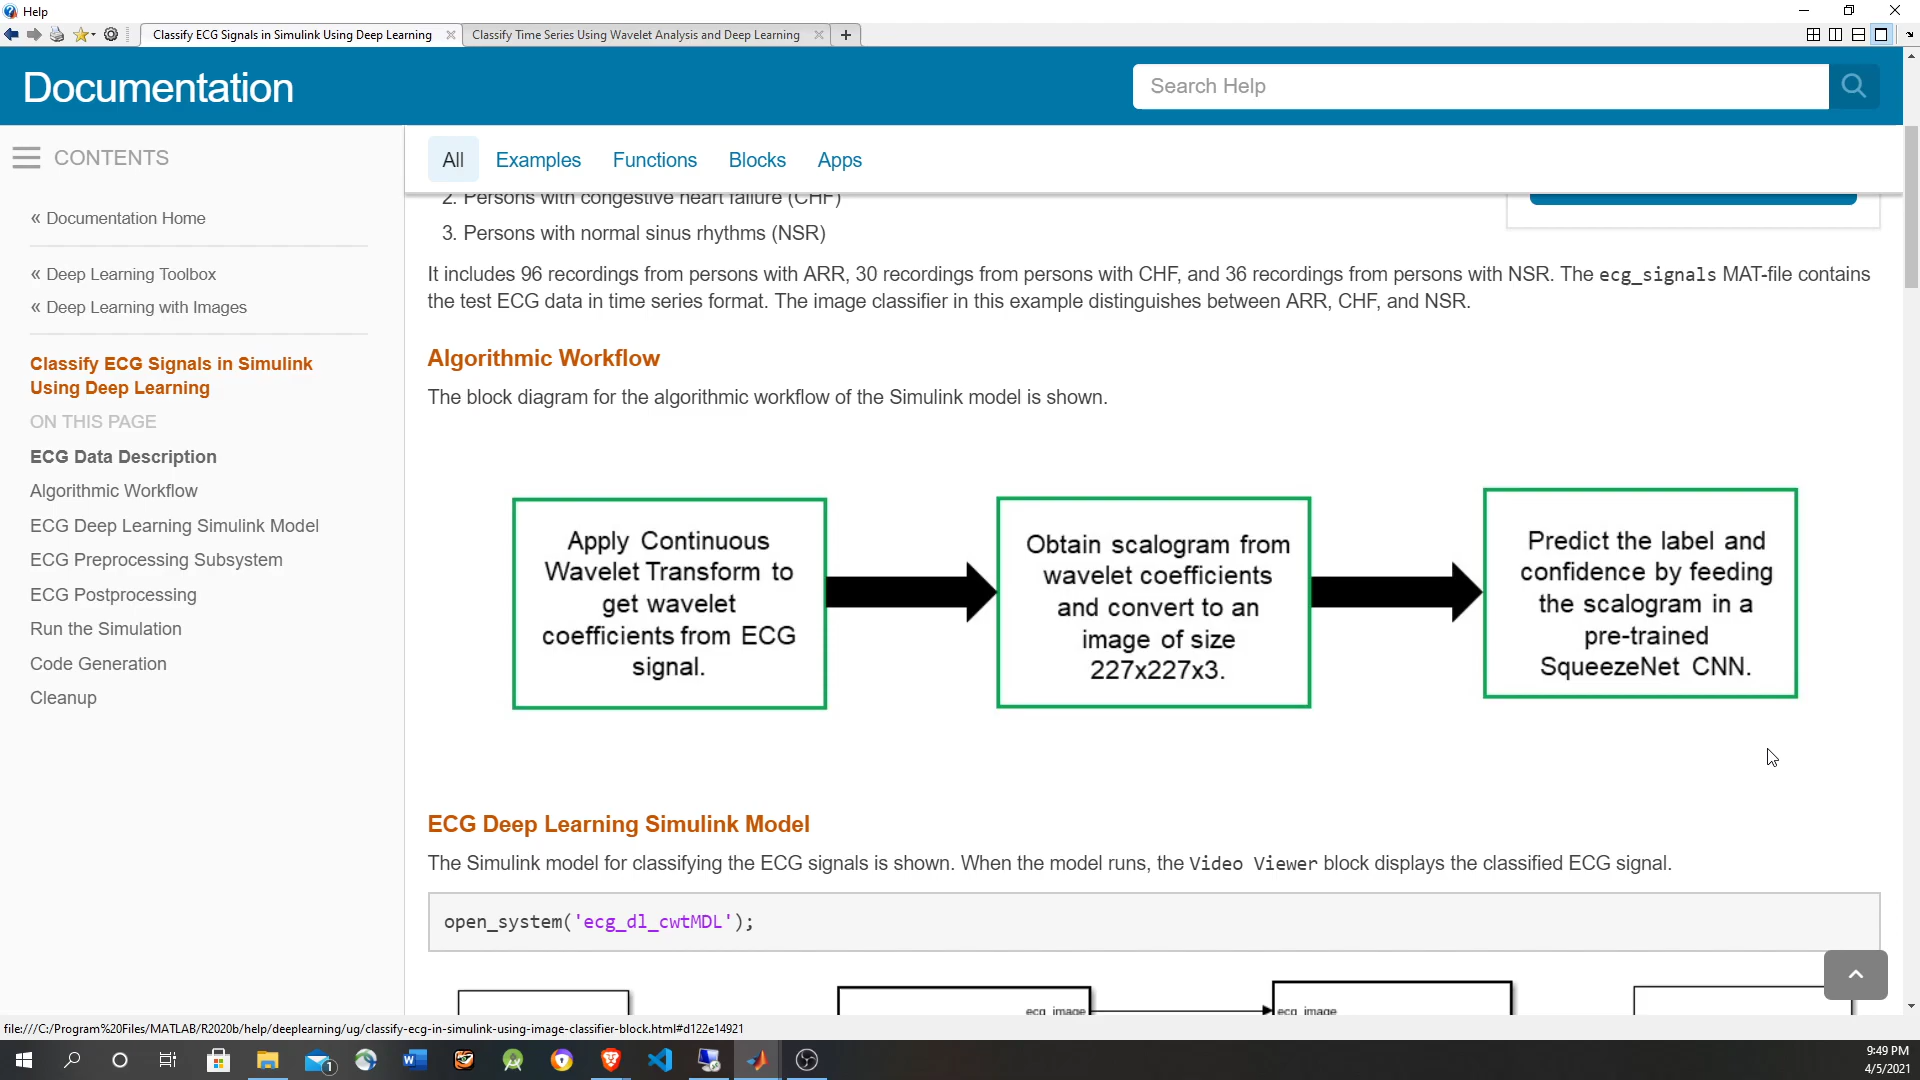 Help
Classify ECG Signals in Simulink Using Deep Learning
Classify Time Series Using Wavelet Analysis and Deep Learning
Documentation
Search Help
CONTENTS
All Examples Functions Blocks Apps
« Documentation Home
« Deep Learning Toolbox
« Deep Learning with Images
Classify ECG Signals in Simulink
Using Deep Learning
ON THIS PAGE
ECG Data Description
Algorithmic Workflow
ECG Deep Learning Simulink Model
ECG Preprocessing Subsystem
ECG Postprocessing
Run the Simulation
Code Generation
Cleanup
2. Persons with congestive heart failure (CHF)
3. Persons with normal sinus rhythms (NSR)
It includes 96 recordings from persons with ARR, 30 recordings from persons with CHF, and 36 recordings from persons with NSR. The ecg_signals MAT-file contains
the test ECG data in time series format. The image classifier in this example distinguishes between ARR, CHF, and NSR.
Algorithmic Workflow
The block diagram for the algorithmic workflow of the Simulink model is shown.
Apply Continuous
Wavelet Transform to
get wavelet
coefficients from ECG
signal.
Obtain scalogram from
wavelet coefficients
and convert to an
image of size
227x227x3.
Predict the label and
confidence by feeding
the scalogram in a
pre-trained
SqueezeNet CNN.
ECG Deep Learning Simulink Model
The Simulink model for classifying the ECG signals is shown. When the model runs, the Video Viewer block displays the classified ECG signal.
open_system('ecg_dl_cwtMDL');
ecg_image
ecg_image
file:///C:/Program%20Files/MATLAB/R2020b/help/deeplearning/ug/classify-ecg-in-simulink-using-image-classifier-block.html#d122e14921
1
9:49 PM
4/5/2021